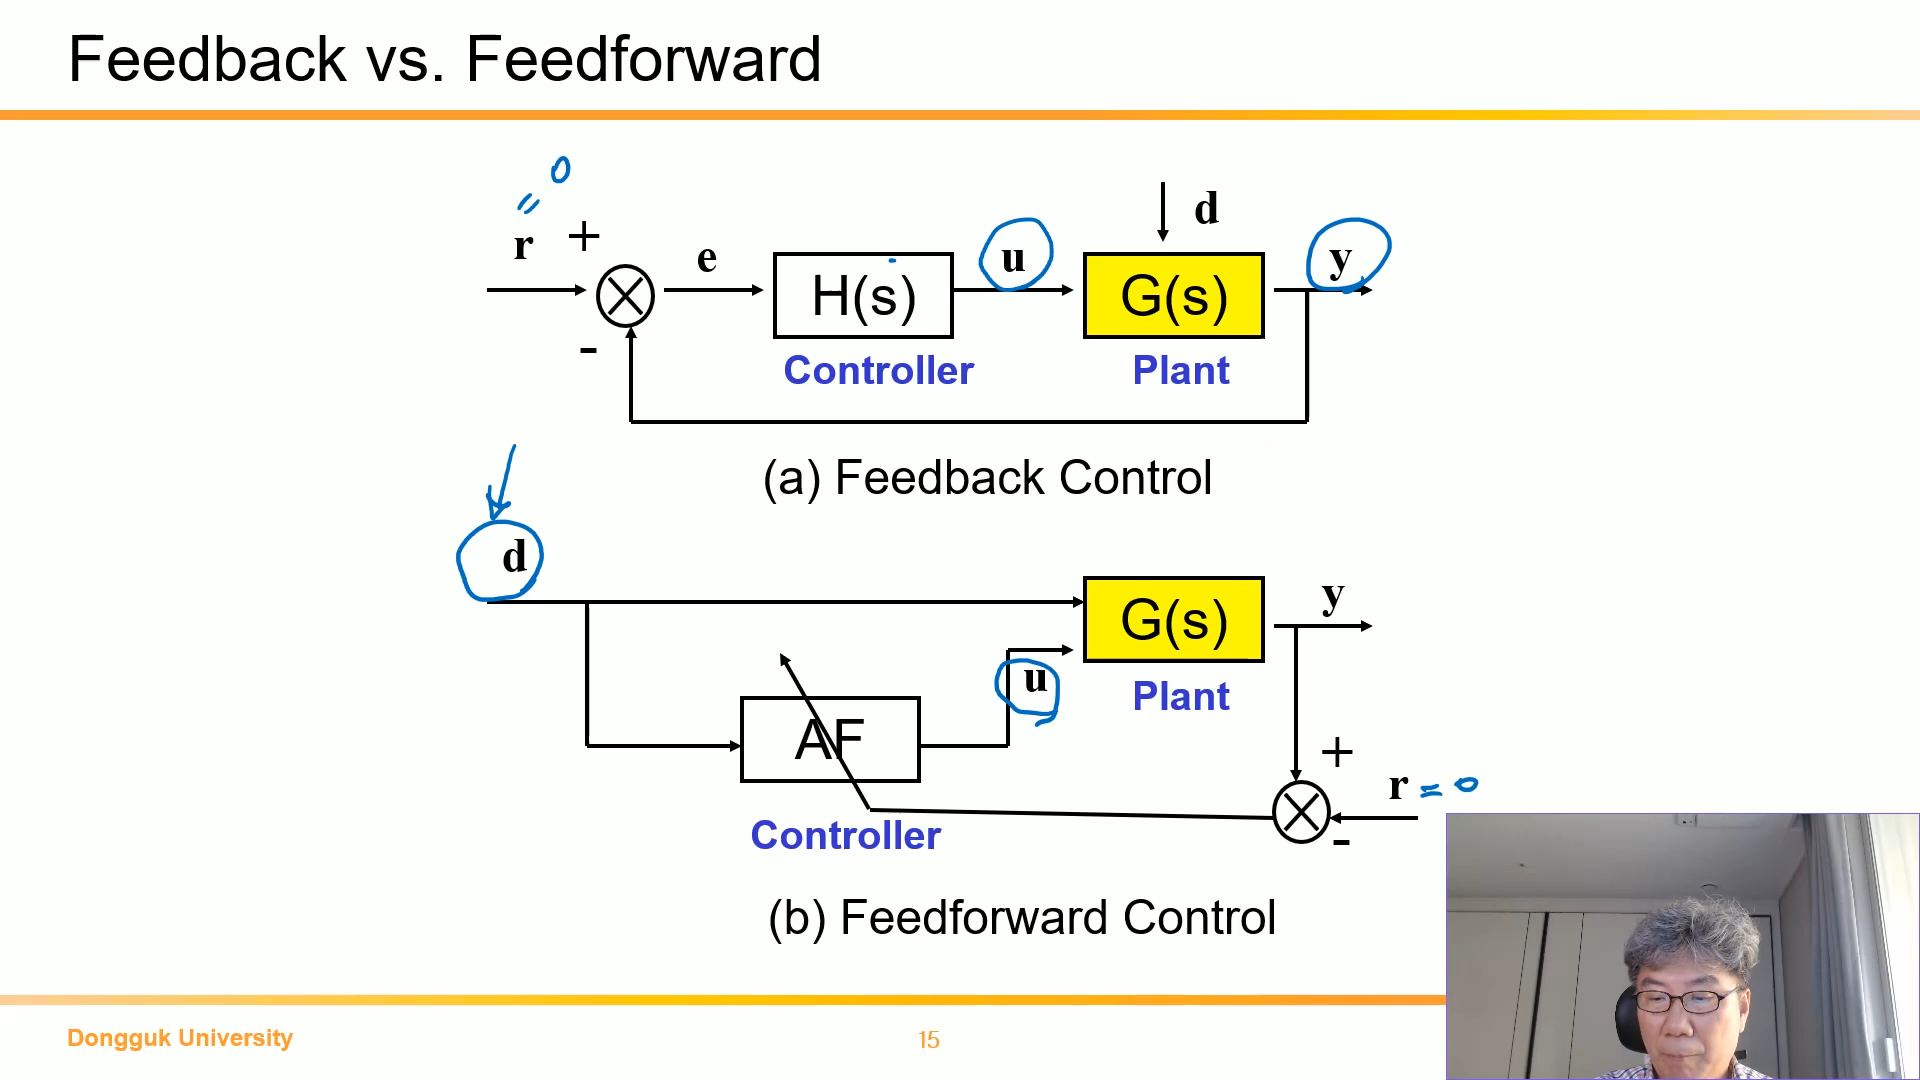 Feedback vs. Feedforward
= 0
r + e H(s) u G(s) d y
-
Controller Plant
(a) Feedback Control
d
G(s) y
u
Plant
AF
+
r = 0
Controller
-
(b) Feedforward Control
Dongguk University 15